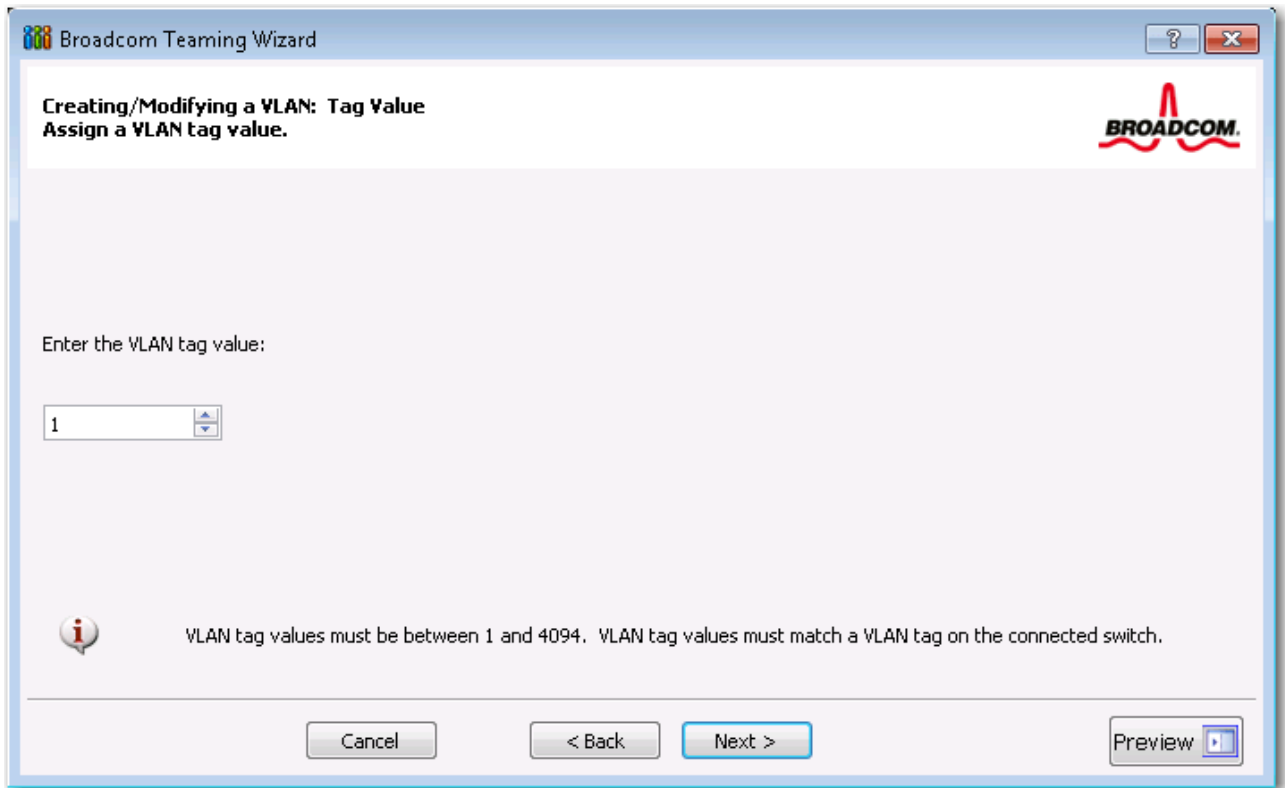 Broadcom Teaming Wizard
Creating/Modifying a VLAN: Tag Value
Assign a VLAN tag value.
BROADCOM.
Enter the VLAN tag value:
1
VLAN tag values must be between 1 and 4094. VLAN tag values must match a VLAN tag on the connected switch.
Cancel
< Back
Next >
Preview